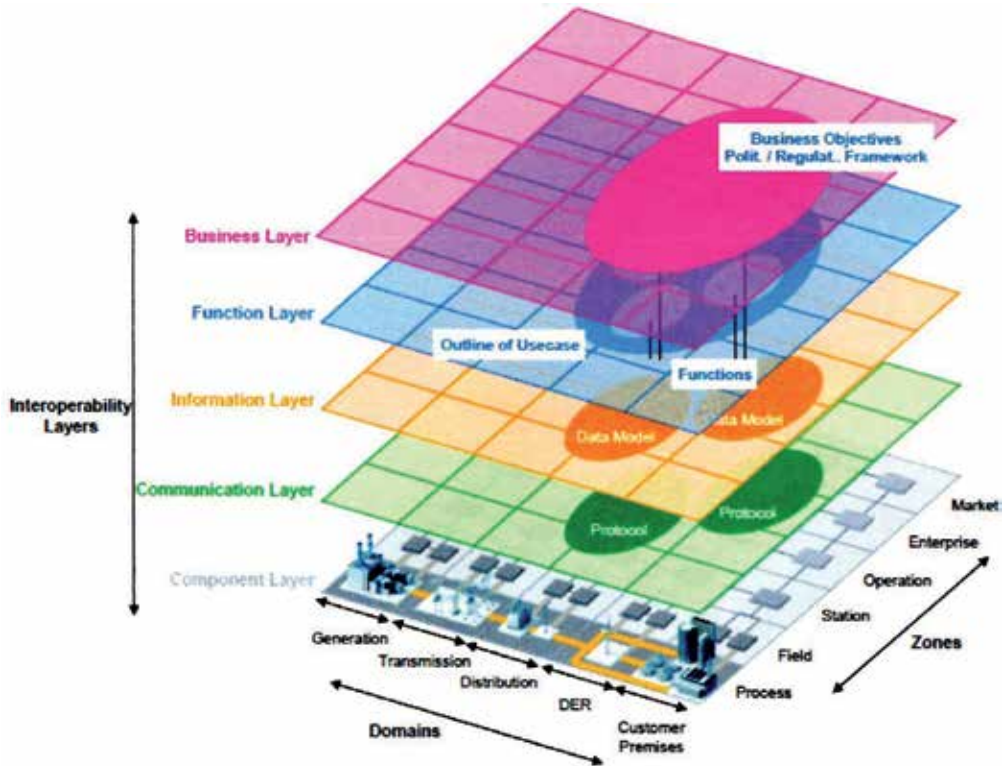 Business Objectives
Polit. / Regulat.. Framework
Business Layer
Function Layer
Outline of Usecase
Functions
Interoperability
Layers
Information Layer
Data Model
Data Model
Communication Layer
Protocol
Protocol
Component Layer
Market
Enterprise
Operation
Station
Field
Process
Zones
Generation
Transmission
Distribution
DER
Customer
Premises
Domains